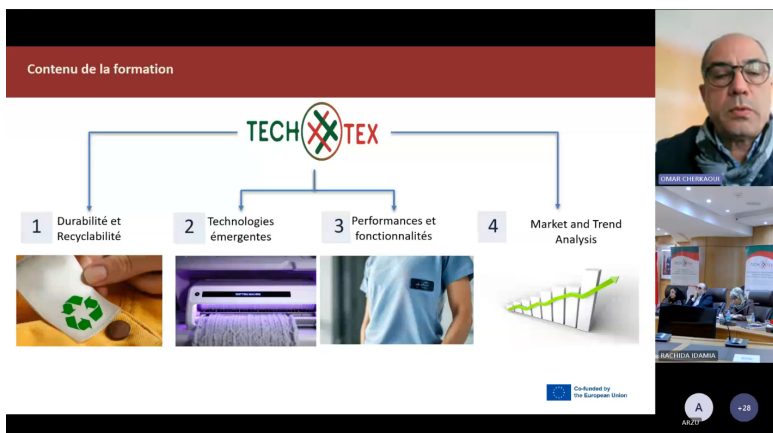 Contenu de la formation
TECH TEX
1
Durabilité et
Recyclabilité
2
Technologies
émergentes
3
Performances et
fonctionnalités
4
Market and Trend
Analysis
Co-funded by
the European Union
OMAR CHERKAOUI
RACHIDA IDAMIA
A
ARZU
+28